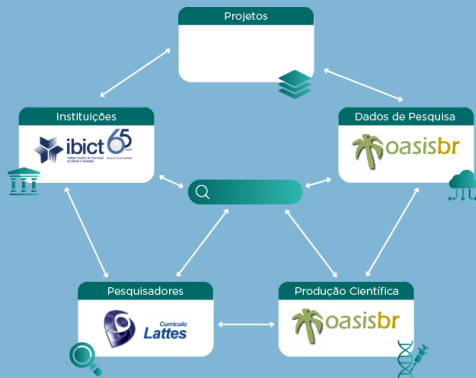 Projetos
Instituições
ibict 65
Dados de Pesquisa
oasisbr
Pesquisadores
Currículo
Lattes
Produção Científica
oasisbr